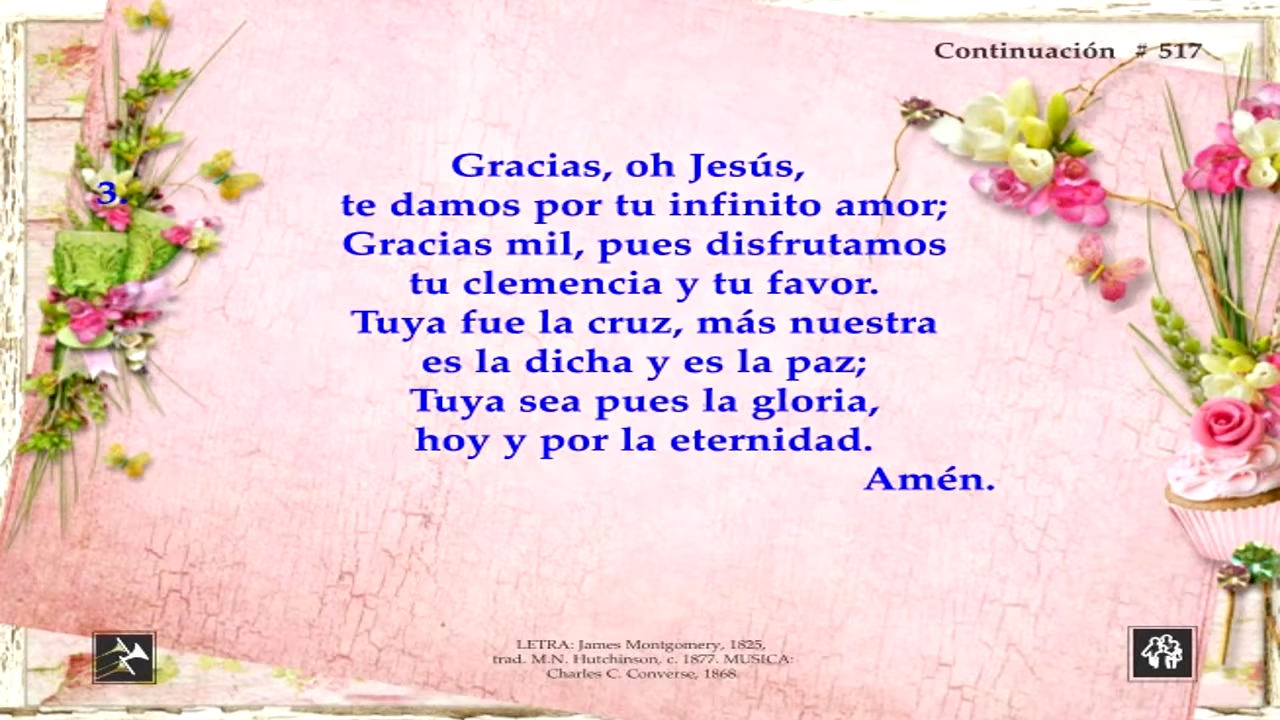 Continuación # 517
Gracias, oh Jesús,
3.
te damos por tu infinito amor;
Gracias mil, pues disfrutamos
tu clemencia y tu favor.
Tuya fue la cruz, más nuestra
es la dicha y es la paz;
Tuya sea pues la gloria,
hoy y por la eternidad.
Amén.
LETRA: James Montgomery, 1825,
trad. M.N. Hutchinson, c. 1877. MUSICA:
Charles C. Converse, 1868.